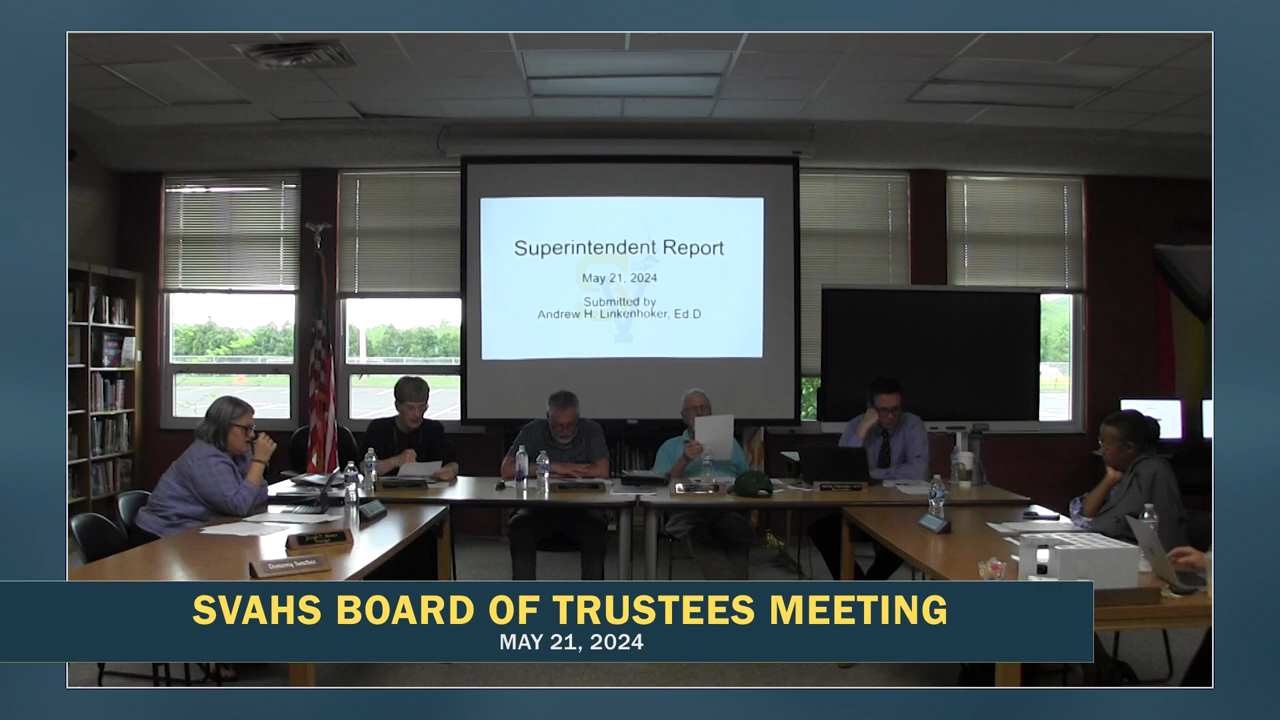 Superintendent Report
May 21, 2024
Submitted by
Andrew H. Linkenhoker, Ed.D
SVAHS BOARD OF TRUSTEES MEETING
MAY 21, 2024